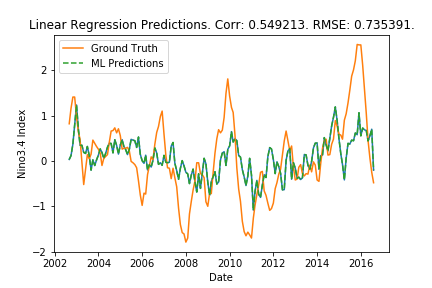 Linear Regression Predictions. Corr: 0.549213. RMSE: 0.735391.
Ground Truth
ML Predictions
Nino3.4 Index
2
1
0
−1
−2
2002 2004 2006 2008 2010 2012 2014 2016
Date